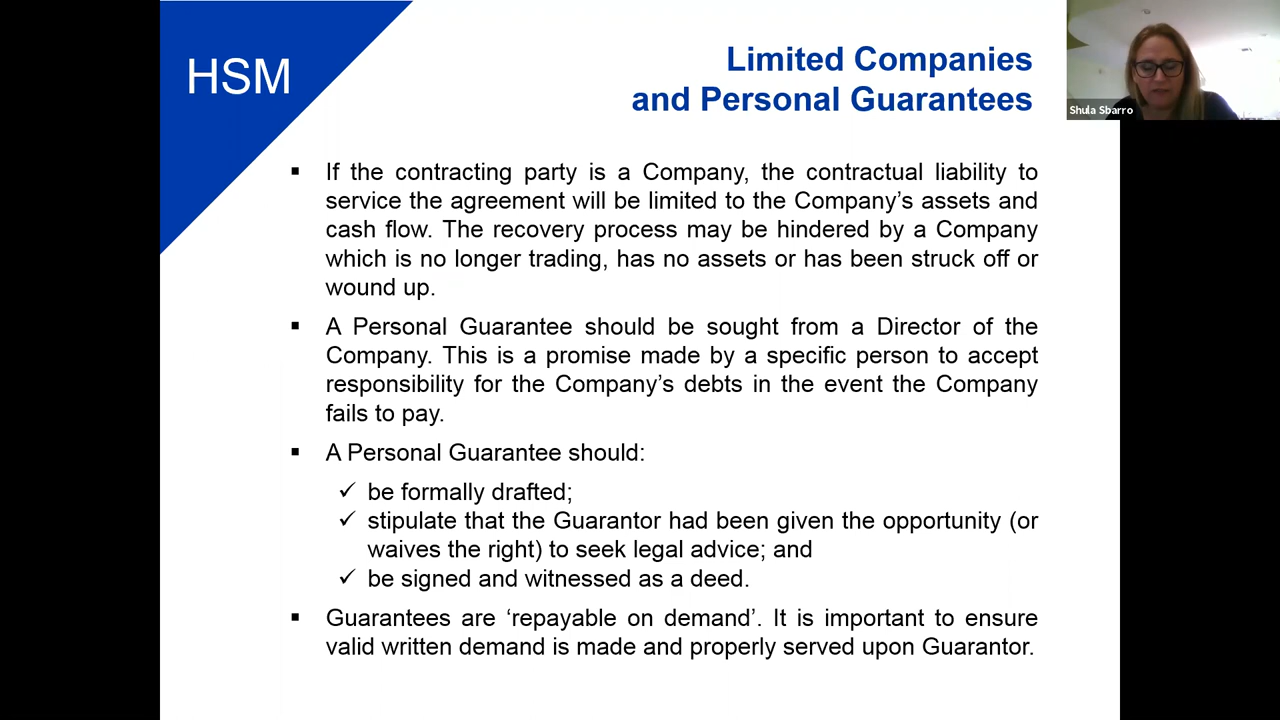 HSM
Limited Companies
and Personal Guarantees
Shula Sbarro
▪ If the contracting party is a Company, the contractual liability to
service the agreement will be limited to the Company’s assets and
cash flow. The recovery process may be hindered by a Company
which is no longer trading, has no assets or has been struck off or
wound up.
▪ A Personal Guarantee should be sought from a Director of the
Company. This is a promise made by a specific person to accept
responsibility for the Company’s debts in the event the Company
fails to pay.
▪ A Personal Guarantee should:
✓ be formally drafted;
✓ stipulate that the Guarantor had been given the opportunity (or
waives the right) to seek legal advice; and
✓ be signed and witnessed as a deed.
▪ Guarantees are ‘repayable on demand’. It is important to ensure
valid written demand is made and properly served upon Guarantor.